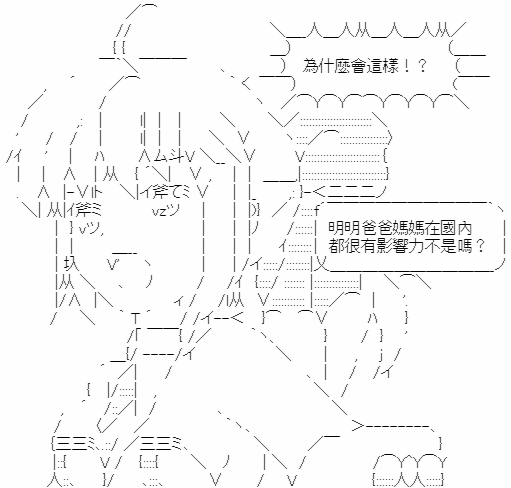 為什麼會這樣！？
明明爸爸媽媽在國內
都很有影響力不是嗎？